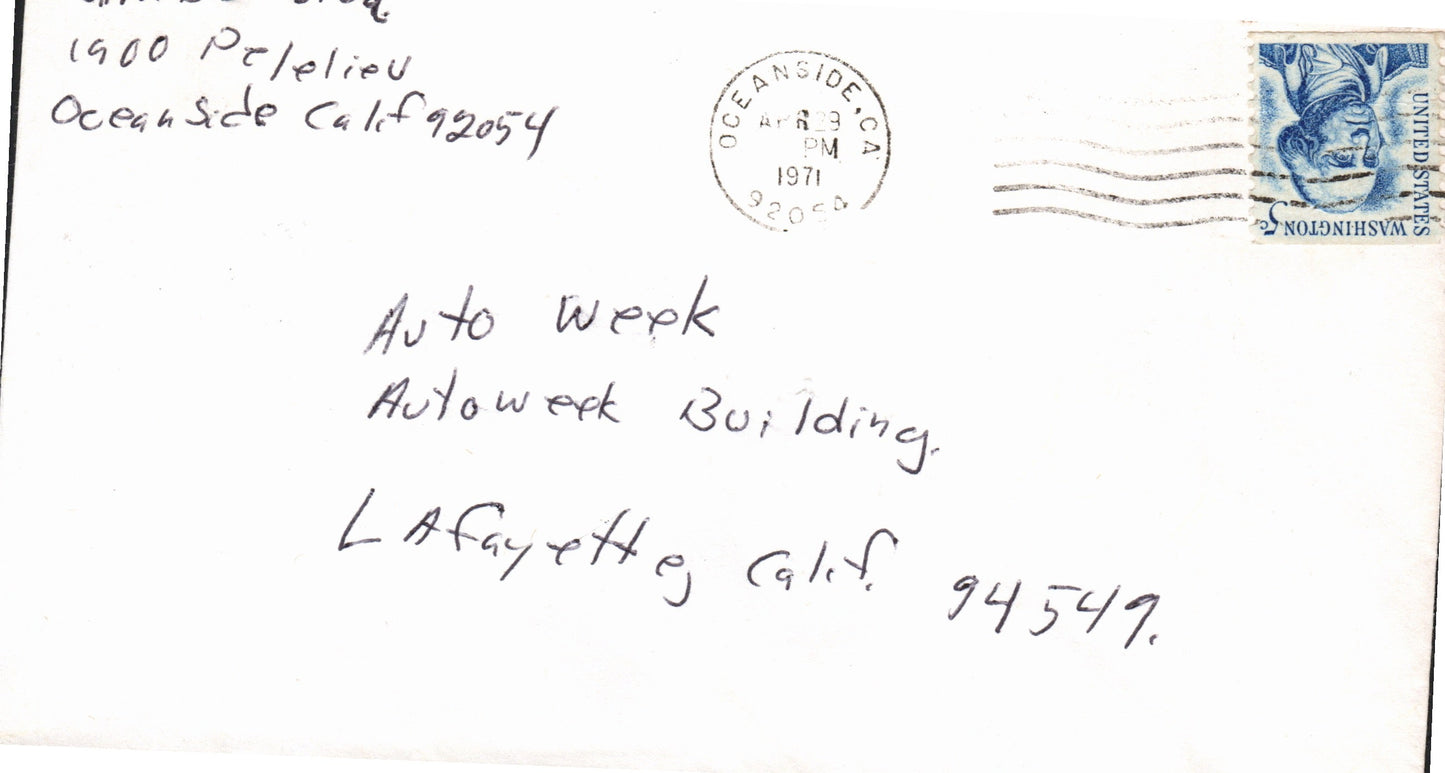 1900 Pelelieu
Oceanside Calif 92054
OCEANSIDE, CA
APR 29
PM
1971
92054
UNITED STATES
WASHINGTON 5c
Auto week
Autoweek Building.
LAfayette, Calif. 94549.